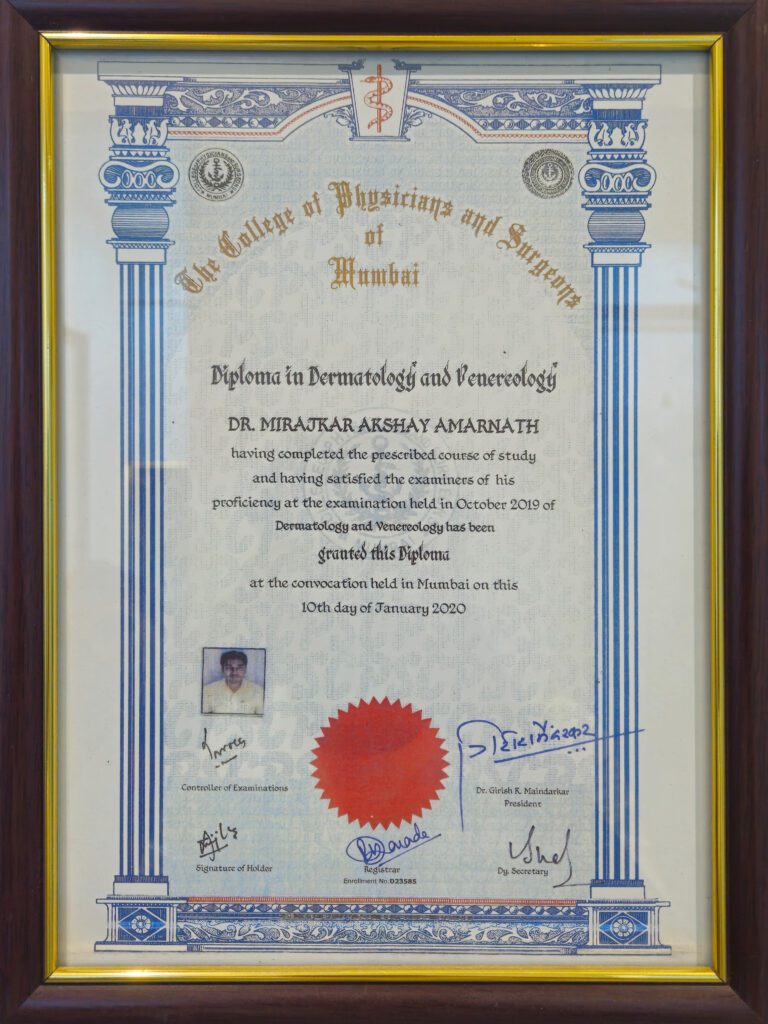 The College of Physicians and Surgeons
of
Mumbai
Diploma in Dermatology and Venereology
DR. MIRAJKAR AKSHAY AMARNATH
having completed the prescribed course of study
and having satisfied the examiners of his
proficiency at the examination held in October 2019 of
Dermatology and Venereology has been
granted this Diploma
at the convocation held in Mumbai on this
10th day of January 2020
Controller of Examinations
Dr. Girish R. Maindarkar
President
Signature of Holder
Registrar
Dy. Secretary
Enrollment No.D23585